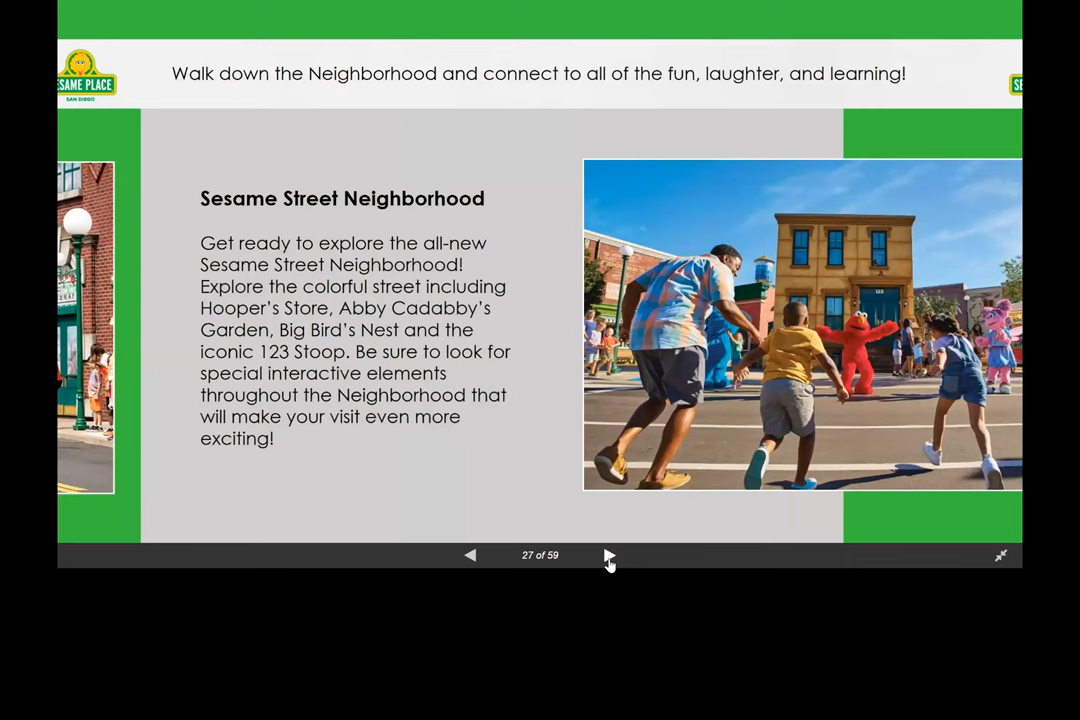 Walk down the Neighborhood and connect to all of the fun, laughter, and learning!
ESAME PLACE
SAN DIEGO
SE
Sesame Street Neighborhood
Get ready to explore the all-new
Sesame Street Neighborhood!
Explore the colorful street including
Hooper's Store, Abby Cadabby's
Garden, Big Bird's Nest and the
iconic 123 Stoop. Be sure to look for
special interactive elements
throughout the Neighborhood that
will make your visit even more
exciting!
123
27 of 59